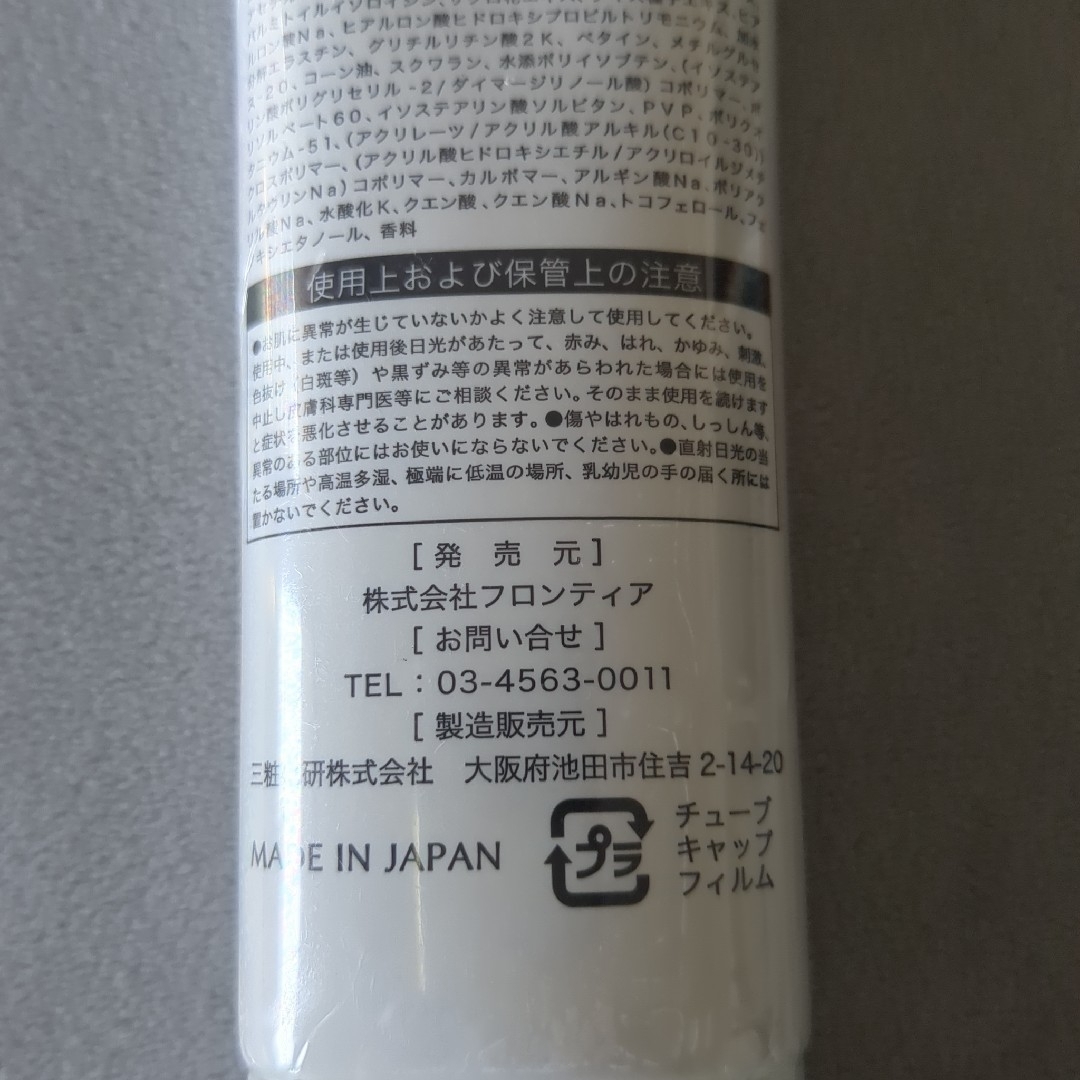 パルミトイルイソロイシン、
ルロン酸Na、ヒアルロン酸ヒドロキシプロピルトリモニウム、
解エラスチン、グリチルリチン酸2K、ベタイン、メチルグルセ
ス-20、コーン油、スクワラン、水添ポリイソブテン、(イソステア
リン酸ポリグリセリル-2/ダイマージリノール酸)コポリマー、
リソルベート60、イソステアリン酸ソルビタン、PVP、ポリクオ
タニウム-51、(アクリレーツ/アクリル酸アルキル(C10-30))
クロスポリマー、(アクリル酸ヒドロキシエチル/アクリロイルジメチ
ルタウリンNa)コポリマー、カルボマー、アルギン酸Na、ポリアク
リル酸Na、水酸化K、クエン酸、クエン酸Na、トコフェロール、フェ
ノキシエタノール、香料
使用上および保管上の注意
●お肌に異常が生じていないかよく注意して使用してください。
使用中、または使用後日光があたって、赤み、はれ、かゆみ、刺激、
色抜け(白斑等)や黒ずみ等の異常があらわれた場合には使用を
中止し皮膚科専門医等にご相談ください。そのまま使用を続けます
と症状を悪化させることがあります。●傷やはれもの、しっしん等、
異常のある部位にはお使いにならないでください。●直射日光の当
たる場所や高温多湿、極端に低温の場所、乳幼児の手の届く所には
置かないでください。
[発 売 元]
株式会社フロンティア
[お問い合せ]
TEL:03-4563-0011
[製造販売元]
三粧化研株式会社 大阪府池田市住吉2-14-20
MADE IN JAPAN
プラ
チューブ
キャップ
フィルム